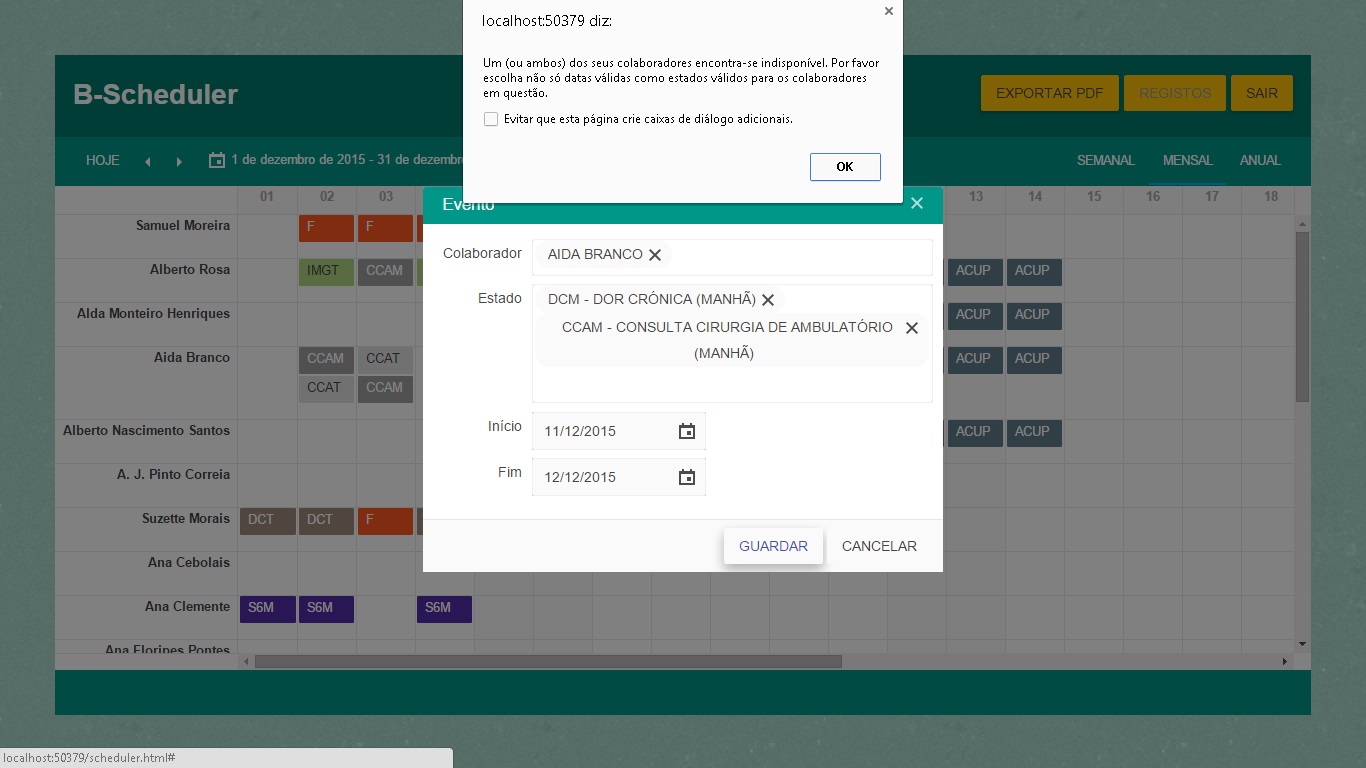 localhost:50379 diz:
Um (ou ambos) dos seus colaboradores encontra-se indisponível. Por favor
escolha não só datas válidas como estados válidos para os colaboradores
em questão.
Evitar que esta página crie caixas de diálogo adicionais.
OK
B-Scheduler
EXPORTAR PDF REGISTOS SAIR
HOJE 1 de dezembro de 2015 - 31 de dezembro SEMANAL MENSAL ANUAL
01 02 03 13 14 15 16 17 18
Evento
Samuel Moreira F F
Colaborador AIDA BRANCO
Alberto Rosa IMGT CCAM ACUP ACUP
Estado DCM - DOR CRÓNICA (MANHÃ)
CCAM - CONSULTA CIRURGIA DE AMBULATÓRIO
(MANHÃ)
Alda Monteiro Henriques ACUP ACUP
Aida Branco CCAM CCAT ACUP ACUP
CCAT CCAM
Início 11/12/2015
Alberto Nascimento Santos ACUP ACUP
Fim 12/12/2015
A. J. Pinto Correia
Suzette Morais DCT DCT F
GUARDAR CANCELAR
Ana Cebolais
Ana Clemente S6M S6M S6M
Ana Floripes Pontes
localhost:50379/scheduler.html#